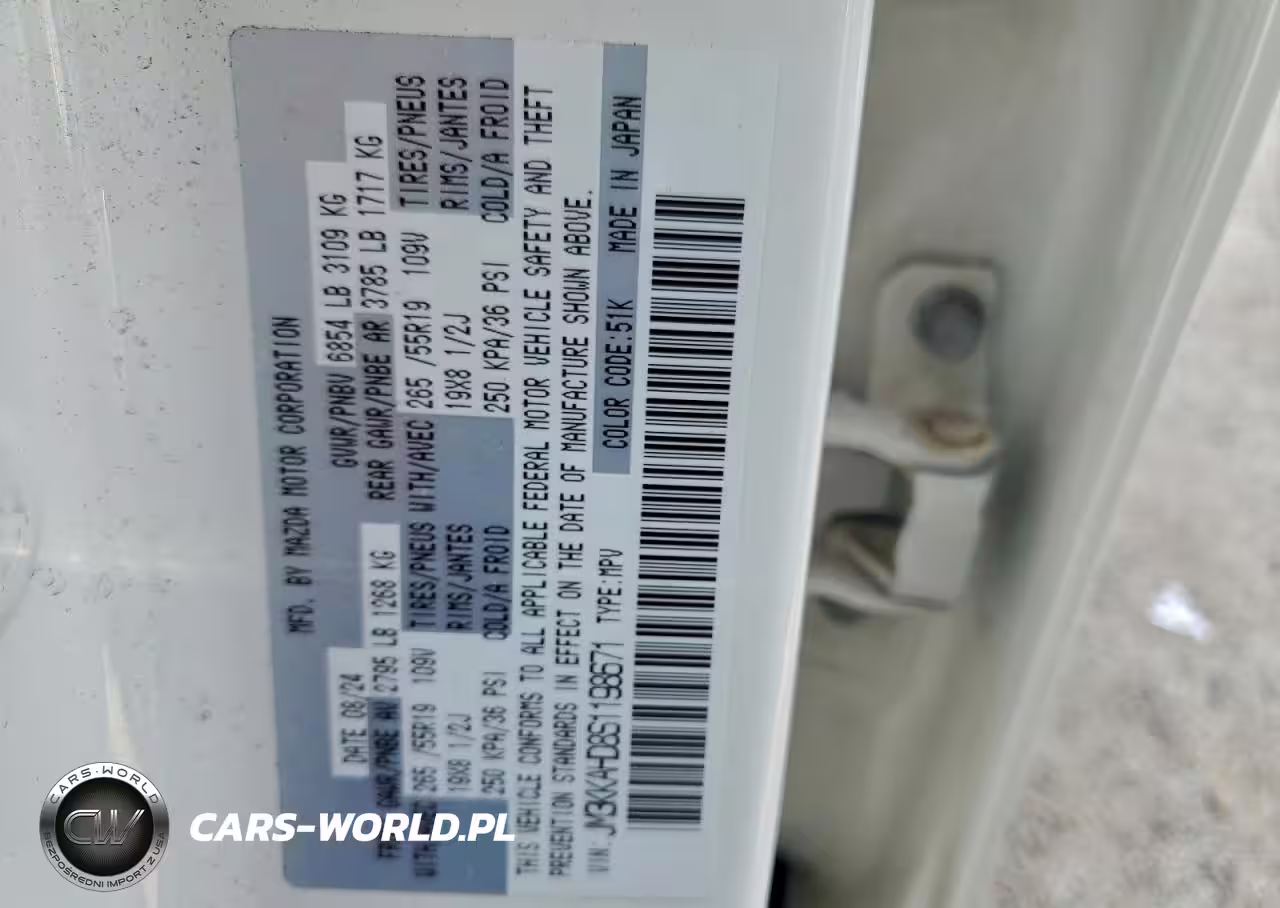 MFD. BY MAZDA MOTOR CORPORATION
DATE 08/24 GVWR/PNBV 6854 LB 3109 KG
GAWR/PNBE AV 2795 LB 1268 KG REAR GAWR/PNBE AR 3785 LB 1717 KG
265 /55R19 109V TIRES/PNEUS WITH/AVEC 265 /55R19 109V TIRES/PNEUS
19X8 1/2J RIMS/JANTES 19X8 1/2J RIMS/JANTES
250 KPA/36 PSI COLD/A FROID 250 KPA/36 PSI COLD/A FROID
THIS VEHICLE CONFORMS TO ALL APPLICABLE FEDERAL MOTOR VEHICLE SAFETY AND THEFT
PREVENTION STANDARDS IN EFFECT ON THE DATE OF MANUFACTURE SHOWN ABOVE.
VIN: JM3KKAHD8S1198671 TYPE:MPV COLOR CODE:51K MADE IN JAPAN
CARS-WORLD
CW
BEZPOŚREDNI IMPORT Z USA
CARS-WORLD.PL